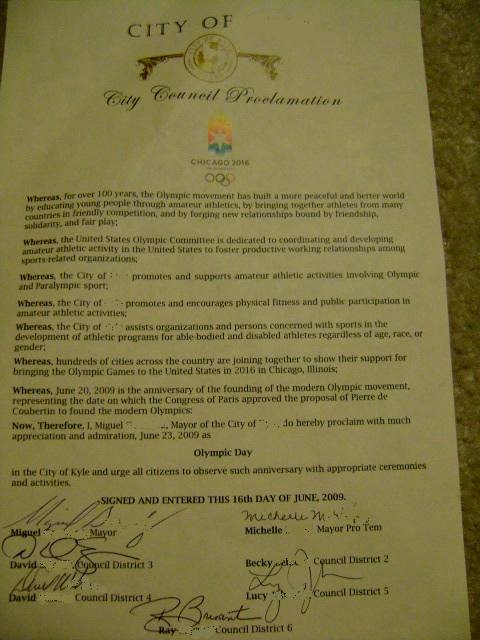 CITY OF
City Council Proclamation
CHICAGO 2016
Whereas, for over 100 years, the Olympic movement has built a more peaceful and better world
by educating young people through amateur athletics, by bringing together athletes from many
countries in friendly competition, and by forging new relationships bound by friendship,
solidarity, and fair play;
Whereas, the United States Olympic Committee is dedicated to coordinating and developing
amateur athletic activity in the United States to foster productive working relationships among
sports-related organizations;
Whereas, the City of promotes and supports amateur athletic activities involving Olympic
and Paralympic sport;
Whereas, the City of promotes and encourages physical fitness and public participation in
amateur athletic activities;
Whereas, the City of assists organizations and persons concerned with sports in the
development of athletic programs for able-bodied and disabled athletes regardless of age, race, or
gender;
Whereas, hundreds of cities across the country are joining together to show their support for
bringing the Olympic Games to the United States in 2016 in Chicago, Illinois;
Whereas, June 20, 2009 is the anniversary of the founding of the modern Olympic movement,
representing the date on which the Congress of Paris approved the proposal of Pierre de
Coubertin to found the modern Olympics:
Now, Therefore, I, Miguel , Mayor of the City of , do hereby proclaim with much
appreciation and admiration, June 23, 2009 as
Olympic Day
in the City of Kyle and urge all citizens to observe such anniversary with appropriate ceremonies
and activities.
SIGNED AND ENTERED THIS 16th DAY OF JUNE, 2009.
Michelle M.
Miguel Mayor
Michelle Mayor Pro Tem
David Council District 3
Becky Council District 2
David Council District 4
Lucy Council District 5
Ray Council District 6